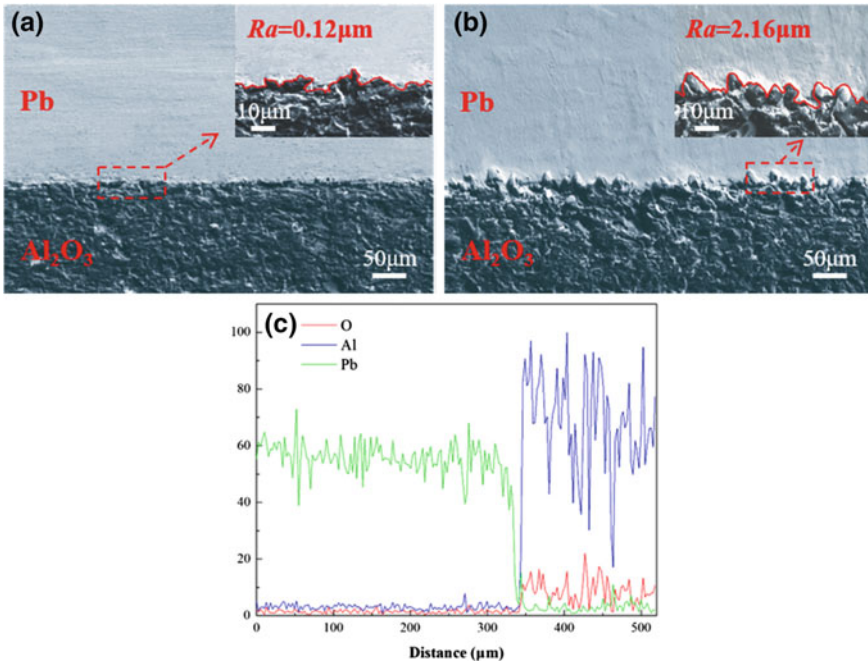 (a)
Ra=0.12μm
10μm
Pb
Al₂O₃
50μm
(b)
Ra=2.16μm
10μm
Pb
Al₂O₃
50μm
(c)
O
Al
Pb
100
80
60
40
20
0
0 100 200 300 400 500
Distance (μm)